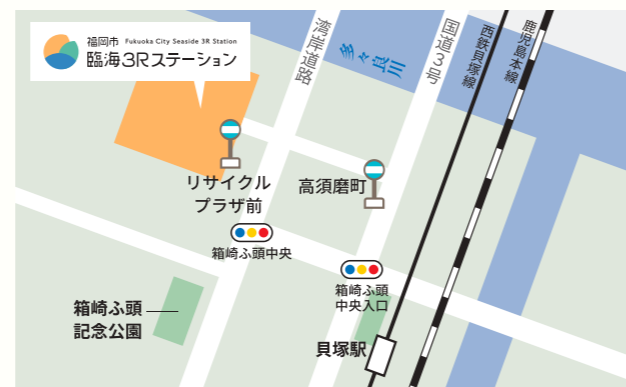 福岡市 Fukuoka City Seaside 3R Station
臨海3Rステーション
湾岸道路
多々良川
国道3号
西鉄貝塚線
鹿児島本線
リサイクル
プラザ前
高須磨町
箱崎ふ頭中央
箱崎ふ頭
中央入口
箱崎ふ頭
記念公園
貝塚駅